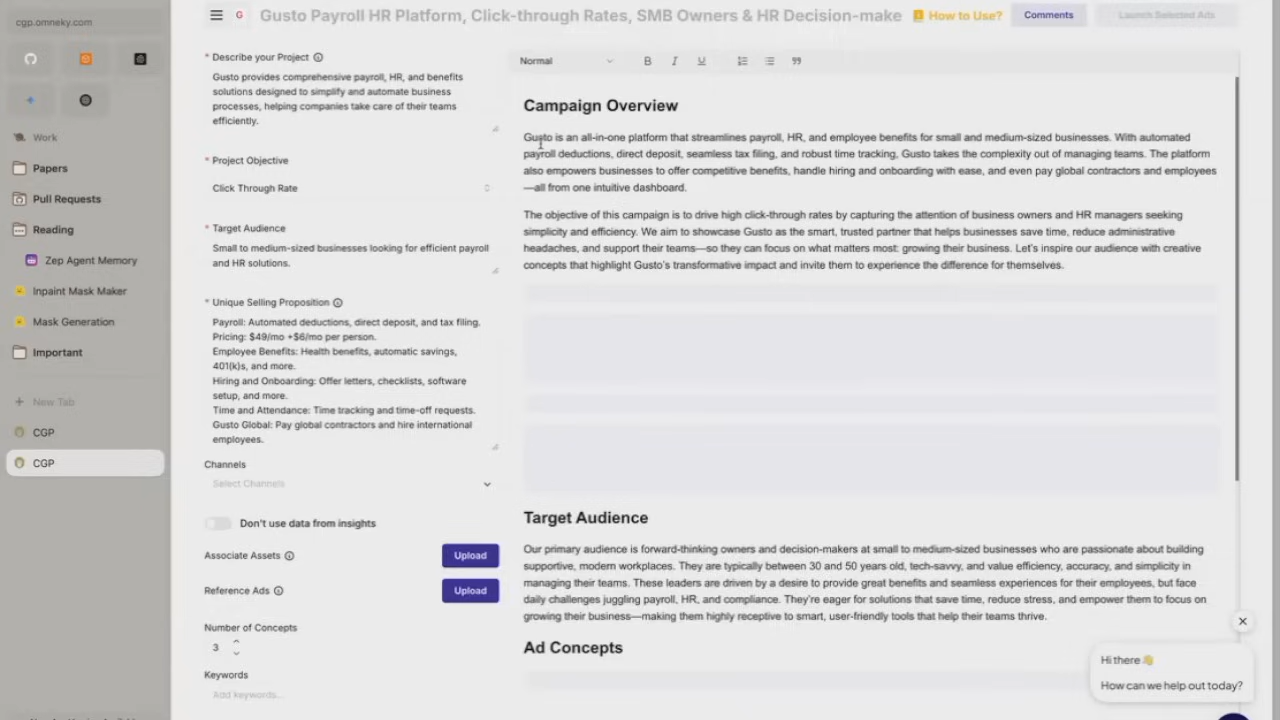 cgp.omneky.com
Work
Papers
Pull Requests
Reading
Zep Agent Memory
Inpaint Mask Maker
Mask Generation
Important
New Tab
CGP
CGP
G Gusto Payroll HR Platform, Click-through Rates, SMB Owners & HR Decision-make
How to Use?
Comments
Launch Selected Ads
* Describe your Project
Gusto provides comprehensive payroll, HR, and benefits
solutions designed to simplify and automate business
processes, helping companies take care of their teams
efficiently.
* Project Objective
Click Through Rate
* Target Audience
Small to medium-sized businesses looking for efficient payroll
and HR solutions.
* Unique Selling Proposition
Payroll: Automated deductions, direct deposit, and tax filing.
Pricing: $49/mo +$6/mo per person.
Employee Benefits: Health benefits, automatic savings,
401(k)s, and more.
Hiring and Onboarding: Offer letters, checklists, software
setup, and more.
Time and Attendance: Time tracking and time-off requests.
Gusto Global: Pay global contractors and hire international
employees.
Channels
Select Channels
Don't use data from insights
Associate Assets
Upload
Reference Ads
Upload
Number of Concepts
3
Keywords
Add keywords...
Normal B I U
Campaign Overview
Gusto is an all-in-one platform that streamlines payroll, HR, and employee benefits for small and medium-sized businesses. With automated
payroll deductions, direct deposit, seamless tax filing, and robust time tracking, Gusto takes the complexity out of managing teams. The platform
also empowers businesses to offer competitive benefits, handle hiring and onboarding with ease, and even pay global contractors and employees
—all from one intuitive dashboard.
The objective of this campaign is to drive high click-through rates by capturing the attention of business owners and HR managers seeking
simplicity and efficiency. We aim to showcase Gusto as the smart, trusted partner that helps businesses save time, reduce administrative
headaches, and support their teams—so they can focus on what matters most: growing their business. Let's inspire our audience with creative
concepts that highlight Gusto's transformative impact and invite them to experience the difference for themselves.
Target Audience
Our primary audience is forward-thinking owners and decision-makers at small to medium-sized businesses who are passionate about building
supportive, modern workplaces. They are typically between 30 and 50 years old, tech-savvy, and value efficiency, accuracy, and simplicity in
managing their teams. These leaders are driven by a desire to provide great benefits and seamless experiences for their employees, but face
daily challenges juggling payroll, HR, and compliance. They're eager for solutions that save time, reduce stress, and empower them to focus on
growing their business—making them highly receptive to smart, user-friendly tools that help their teams thrive.
Ad Concepts
Hi there 👋
How can we help out today?